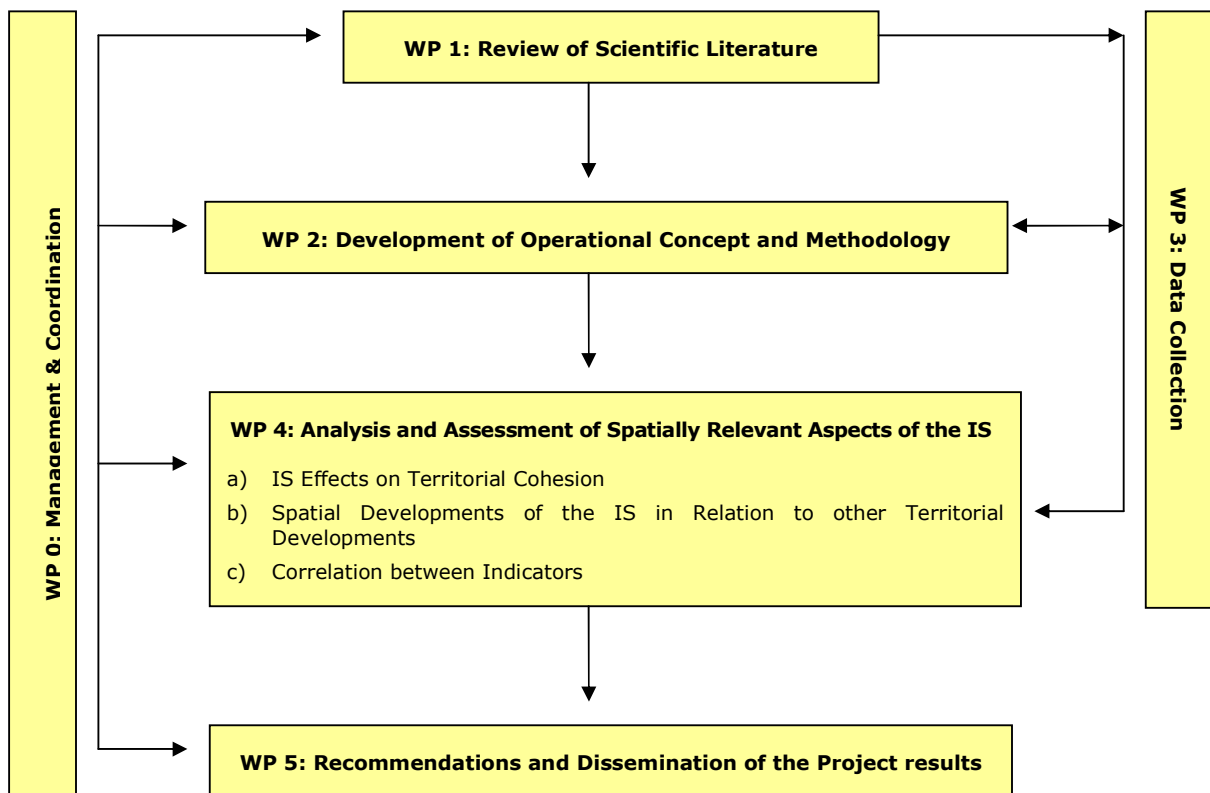 WP 0: Management & Coordination
WP 1: Review of Scientific Literature
WP 2: Development of Operational Concept and Methodology
WP 3: Data Collection
WP 4: Analysis and Assessment of Spatially Relevant Aspects of the IS
a) IS Effects on Territorial Cohesion
b) Spatial Developments of the IS in Relation to other Territorial
Developments
c) Correlation between Indicators
WP 5: Recommendations and Dissemination of the Project results